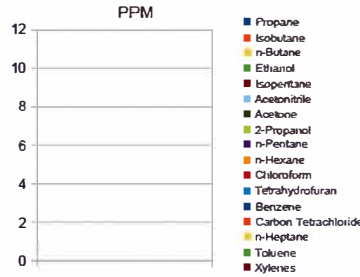 PPM
12
10
8
6
4
2
0
Propane
Isobutane
n-Butane
Ethanol
Isopentane
Acetonitrile
Acetone
2-Propanol
n-Pentane
n-Hexane
Chloroform
Tetrahydrofuran
Benzene
Carbon Tetrachloride
n-Heptane
Toluene
Xylenes